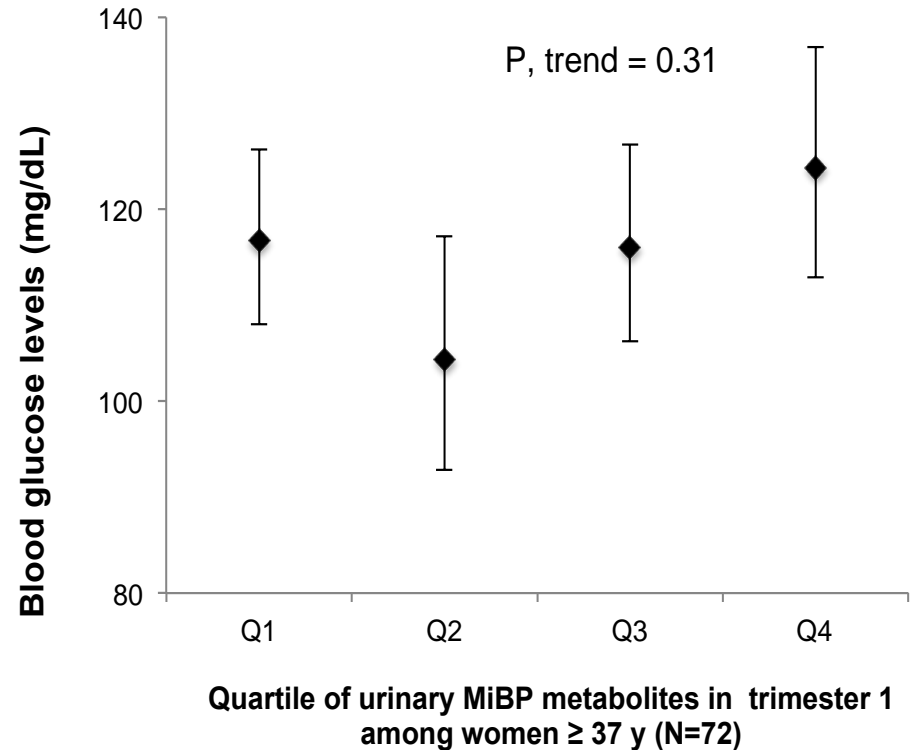 140
P, trend = 0.31
120
100
80
Blood glucose levels (mg/dL)
Q1 Q2 Q3 Q4
Quartile of urinary MiBP metabolites in trimester 1
among women ≥ 37 y (N=72)